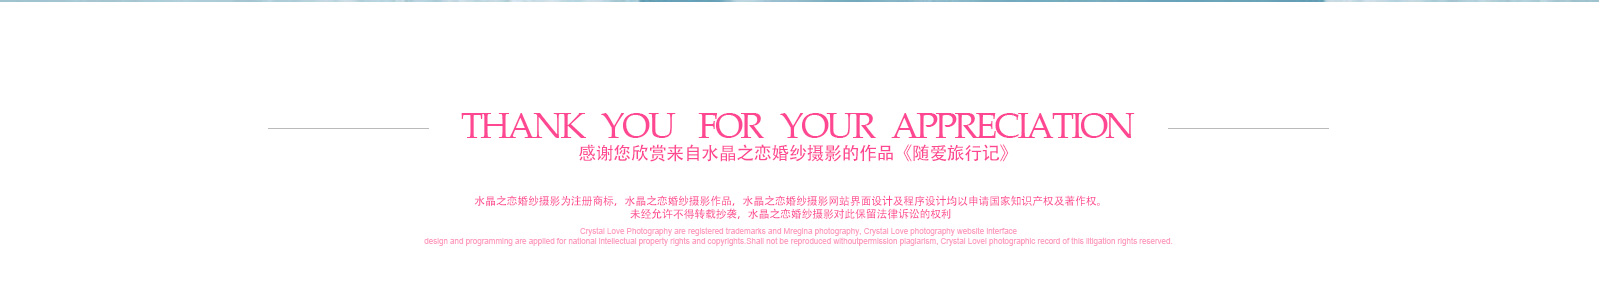 THANK YOU FOR YOUR APPRECIATION
感谢您欣赏来自水晶之恋婚纱摄影的作品《随爱旅行记》
水晶之恋婚纱摄影为注册商标，水晶之恋婚纱摄影作品，水晶之恋婚纱摄影网站界面设计及程序设计均以申请国家知识产权及著作权。
未经允许不得转载抄袭，水晶之恋婚纱摄影对此保留法律诉讼的权利
Crystal Love Photography are registered trademarks and Mregina photography, Crystal Love photography website interface
design and programming are applied for national intellectual property rights and copyrights.Shall not be reproduced withoutpermission plagiarism, Crystal Lovel photographic record of this litigation rights reserved.